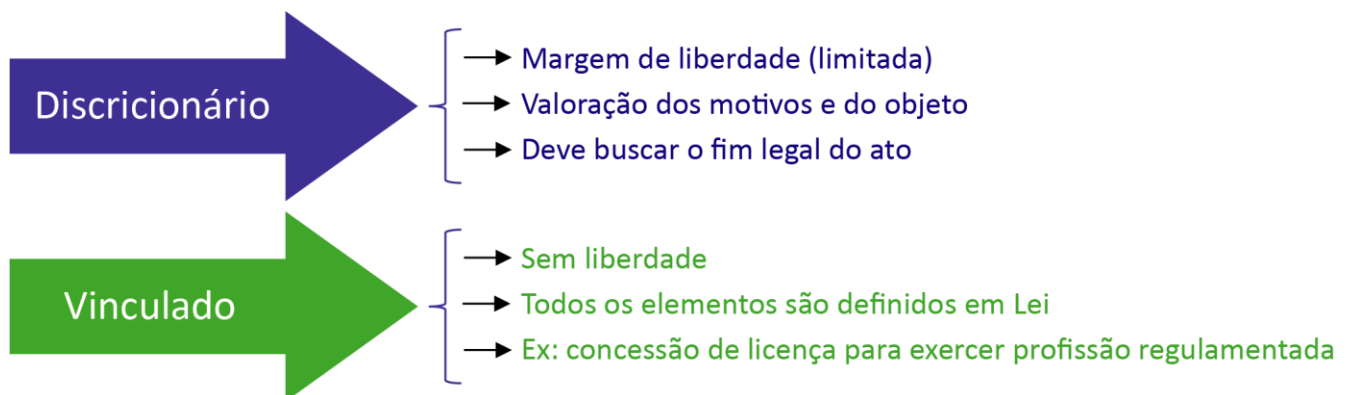 Discricionário
Margem de liberdade (limitada)
Valoração dos motivos e do objeto
Deve buscar o fim legal do ato
Vinculado
Sem liberdade
Todos os elementos são definidos em Lei
Ex: concessão de licença para exercer profissão regulamentada